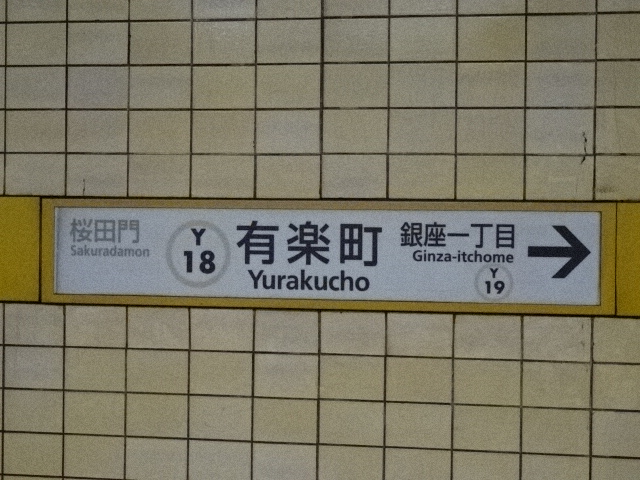 桜田門
Sakuradamon
Y
18
有楽町
Yurakucho
銀座一丁目
Ginza-itchome
Y
19